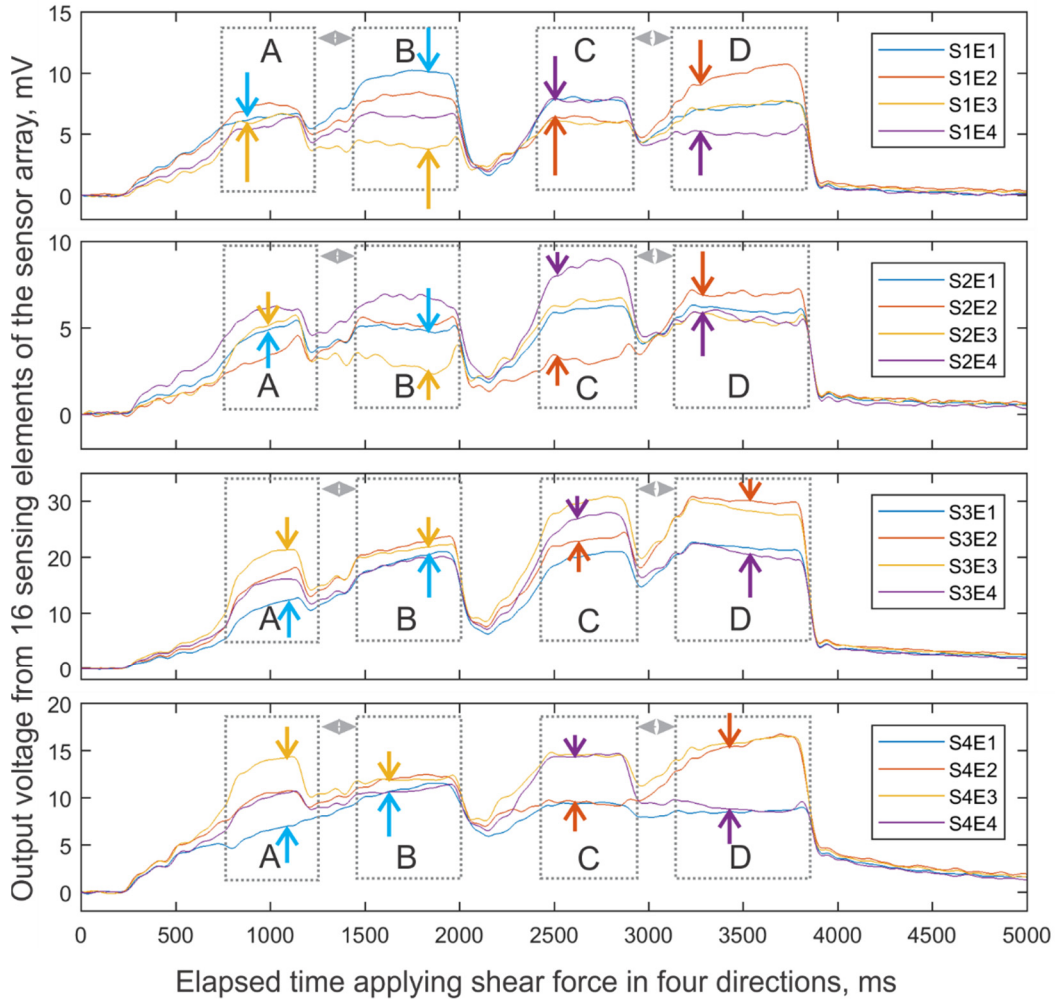 Output voltage from 16 sensing elements of the sensor array, mV
15
10
5
0
A
B
C
D
S1E1
S1E2
S1E3
S1E4
10
5
0
A
B
C
D
S2E1
S2E2
S2E3
S2E4
30
20
10
0
A
B
C
D
S3E1
S3E2
S3E3
S3E4
20
15
10
5
0
A
B
C
D
S4E1
S4E2
S4E3
S4E4
0 500 1000 1500 2000 2500 3000 3500 4000 4500 5000
Elapsed time applying shear force in four directions, ms